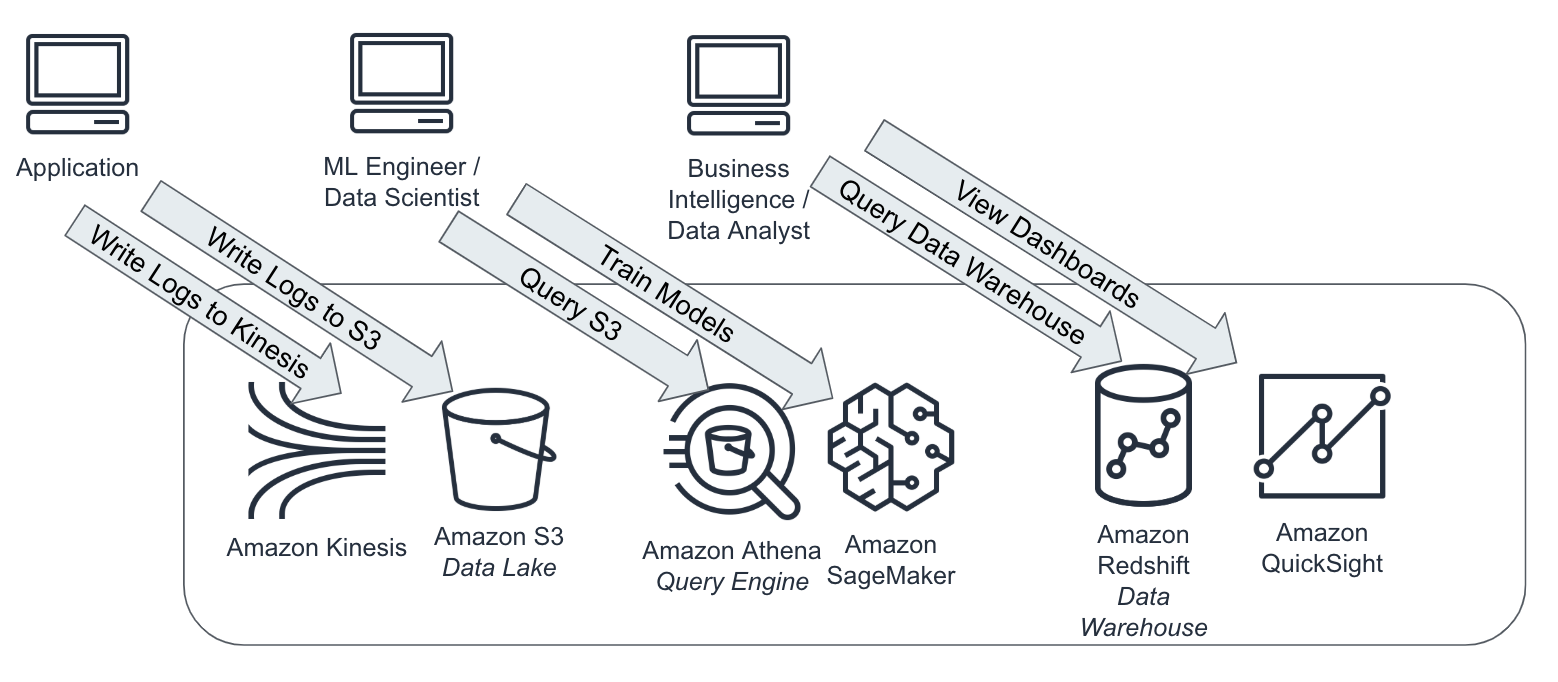 Application
ML Engineer /
Data Scientist
Business
Intelligence /
Data Analyst
Write Logs to Kinesis
Write Logs to S3
Query S3
Train Models
Query Data Warehouse
View Dashboards
Amazon Kinesis
Amazon S3
Data Lake
Amazon Athena
Query Engine
Amazon
SageMaker
Amazon
Redshift
Data
Warehouse
Amazon
QuickSight